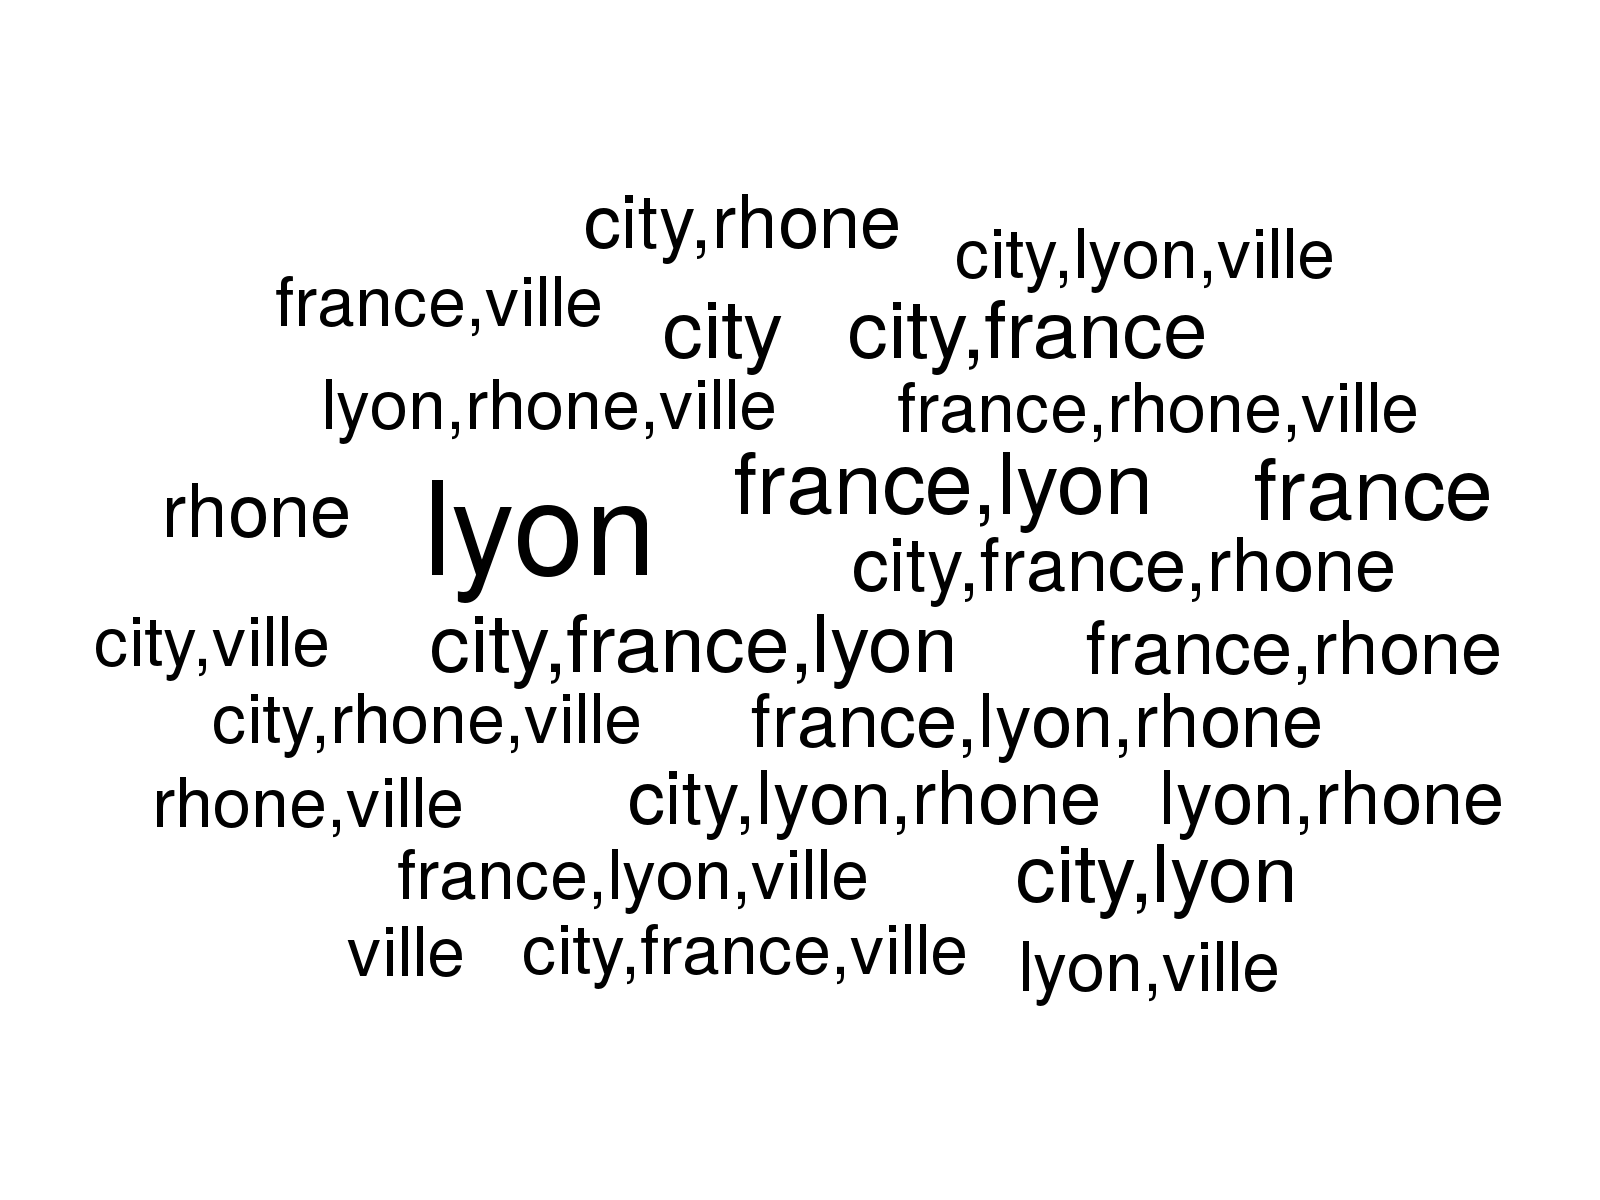 city,rhone
city,lyon,ville
france,ville
city
city,france
lyon,rhone,ville
france,rhone,ville
france,lyon
france
rhone
lyon
city,france,rhone
city,ville
city,france,lyon
france,rhone
city,rhone,ville
france,lyon,rhone
rhone,ville
city,lyon,rhone
lyon,rhone
france,lyon,ville
city,lyon
ville
city,france,ville
lyon,ville